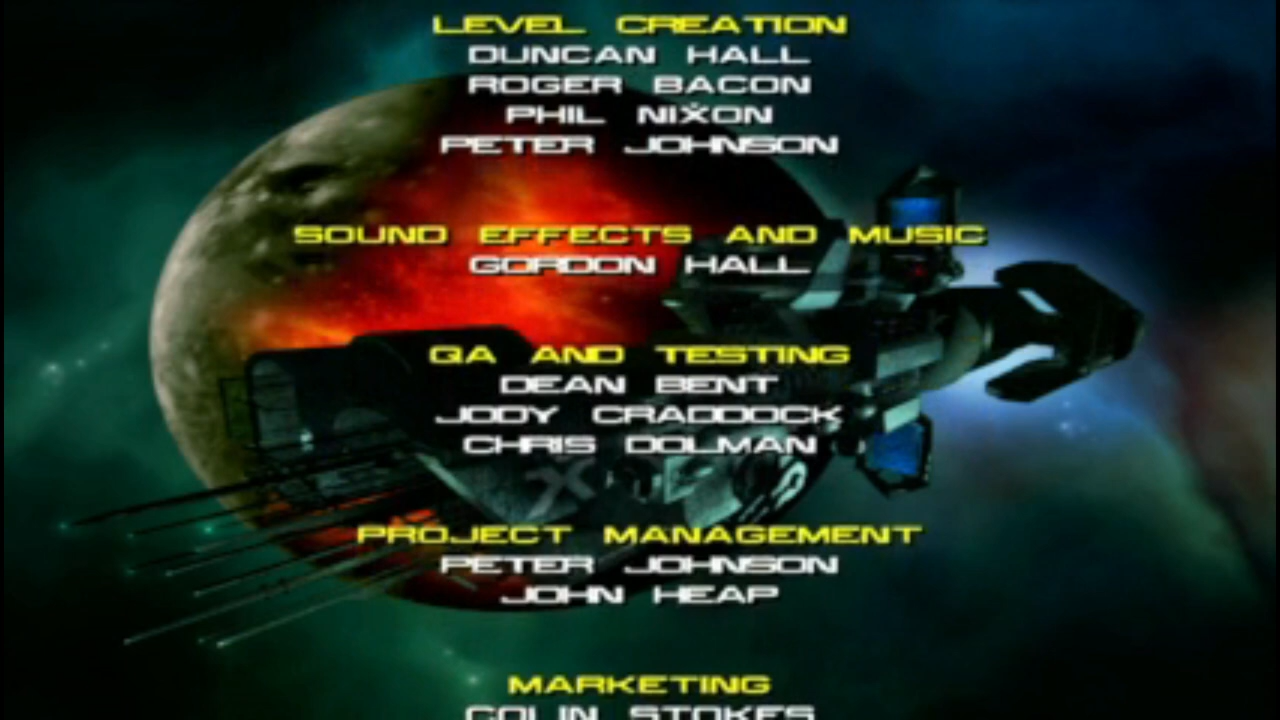 LEVEL CREATION
DUNCAN HALL
ROGER BACON
PHIL NIXON
PETER JOHNSON
SOUND EFFECTS AND MUSIC
GORDON HALL
QA AND TESTING
DEAN BENT
JODY CRADDOCK
CHRIS DOLMAN
PROJECT MANAGEMENT
PETER JOHNSON
JOHN HEAP
MARKETING
COLIN STOKES